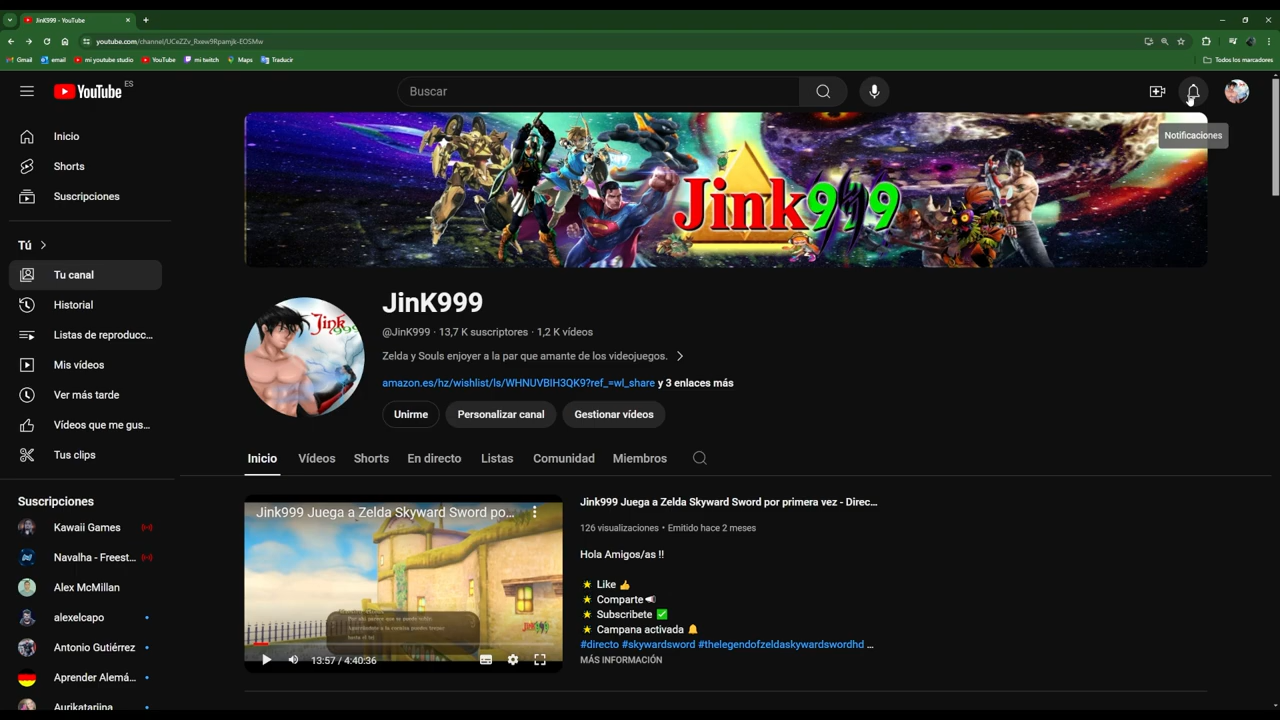 JinK999 - YouTube
youtube.com/channel/UCeZZv_Rxew9Rpamjk-EOSMw
Gmail
email
mi youtube studio
YouTube
mi twitch
Maps
Traducir
Todos los marcadores
YouTube ES
Buscar
Notificaciones
Inicio
Shorts
Suscripciones
Tú
Tu canal
Historial
Listas de reproducc...
Mis vídeos
Ver más tarde
Vídeos que me gus...
Tus clips
Suscripciones
Kawaii Games
Navalha - Freest...
Alex McMillan
alexelcapo
Antonio Gutiérrez
Aprender Alemá...
Aurikatariina
Jink999
Jink999
JinK999
@JinK999 · 13,7 K suscriptores · 1,2 K vídeos
Zelda y Souls enjoyer a la par que amante de los videojuegos.
amazon.es/hz/wishlist/ls/WHNUVBIH3QK9?ref_=wl_share y 3 enlaces más
Unirme
Personalizar canal
Gestionar vídeos
Inicio
Vídeos
Shorts
En directo
Listas
Comunidad
Miembros
Jink999 Juega a Zelda Skyward Sword po...
13:57 / 4:40:36
Jink999 Juega a Zelda Skyward Sword por primera vez - Direc...
126 visualizaciones • Emitido hace 2 meses
Hola Amigos/as !!
★ Like 👍
★ Comparte📢
★ Subscribete ✅
★ Campana activada 🔔
#directo #skywardsword #thelegendofzeldaskywardswordhd ...
MÁS INFORMACIÓN